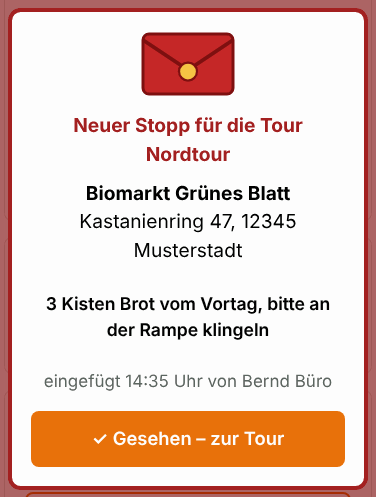 Neuer Stopp für die Tour
Nordtour
Biomarkt Grünes Blatt
Kastanienring 47, 12345
Musterstadt
3 Kisten Brot vom Vortag, bitte an
der Rampe klingeln
eingefügt 14:35 Uhr von Bernd Büro
✓ Gesehen – zur Tour